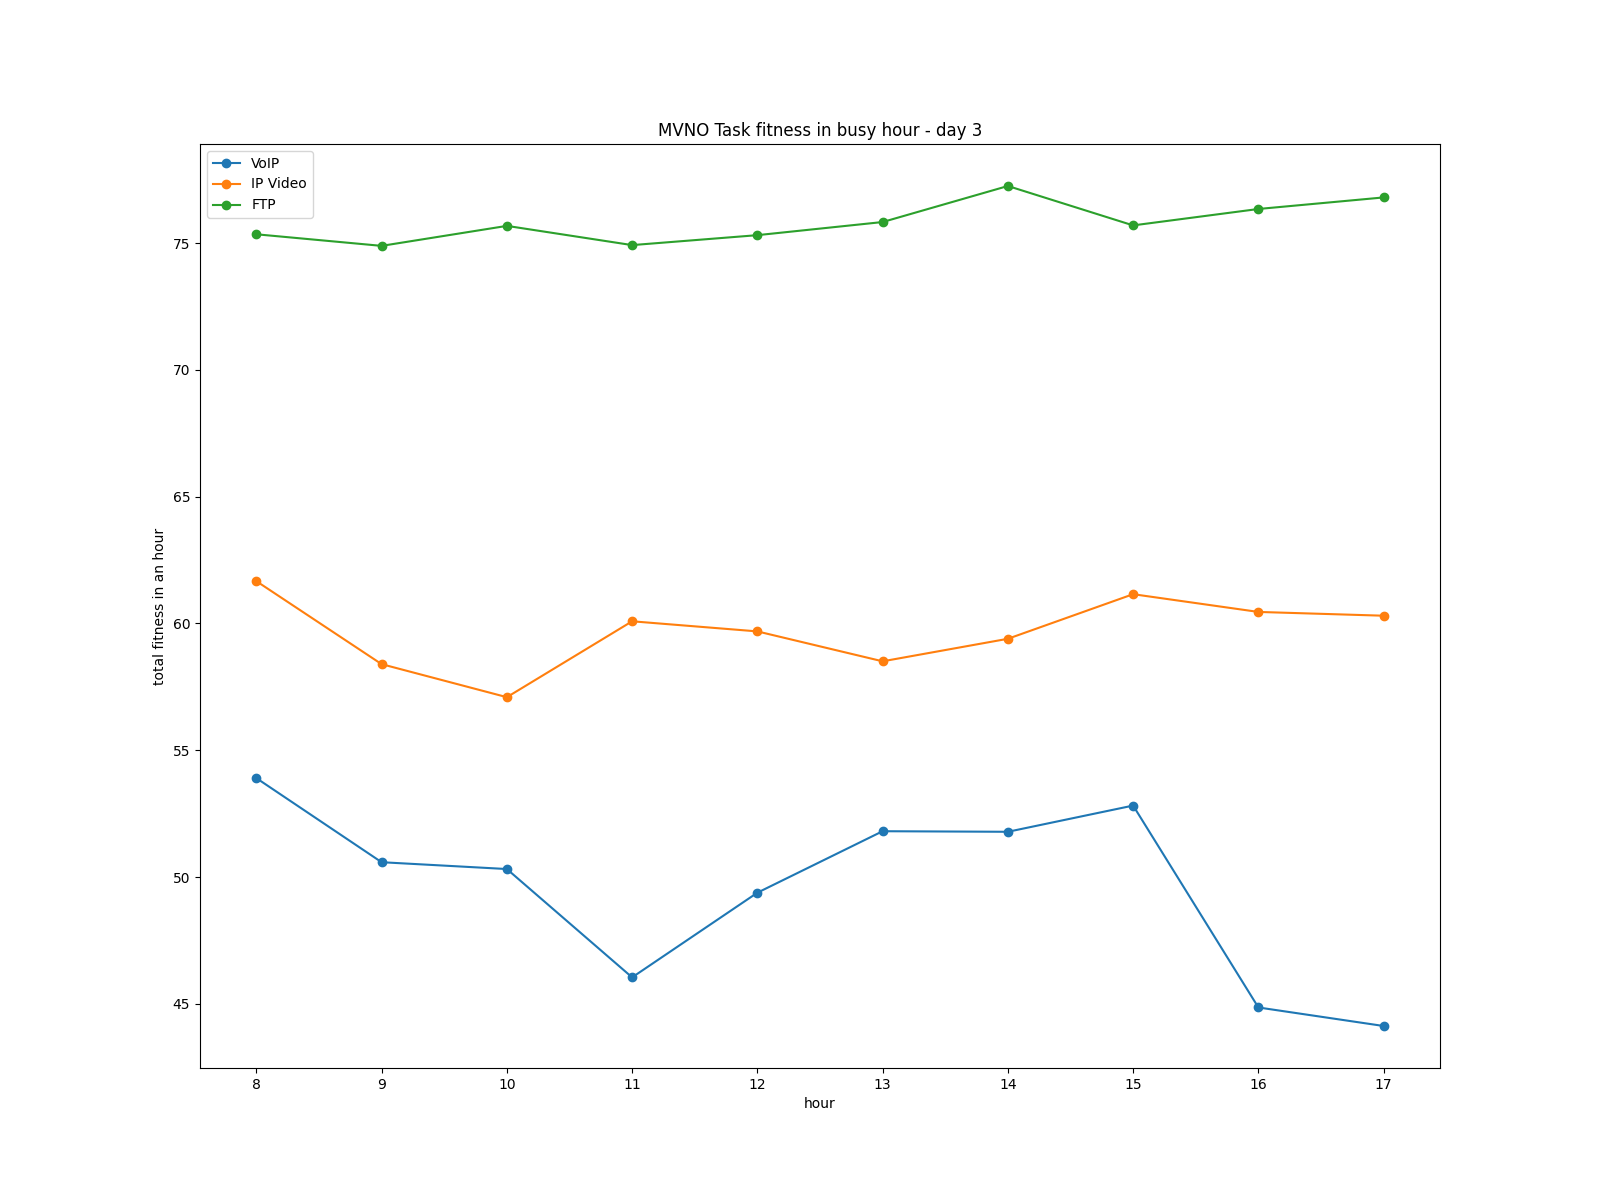 MVNO Task fitness in busy hour - day 3
VoIP
IP Video
FTP
75
70
65
60
55
50
45
total fitness in an hour
8 9 10 11 12 13 14 15 16 17
hour